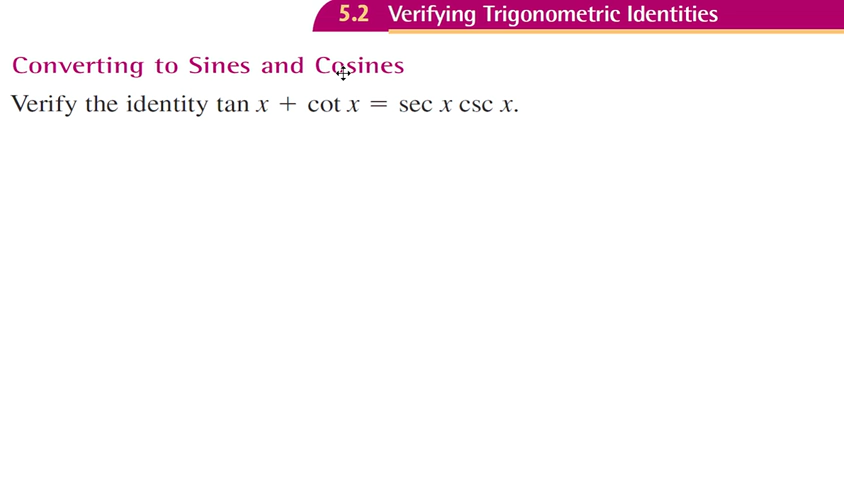 5.2 Verifying Trigonometric Identities
Converting to Sines and Cosines
Verify the identity tan x + cot x = sec x csc x.